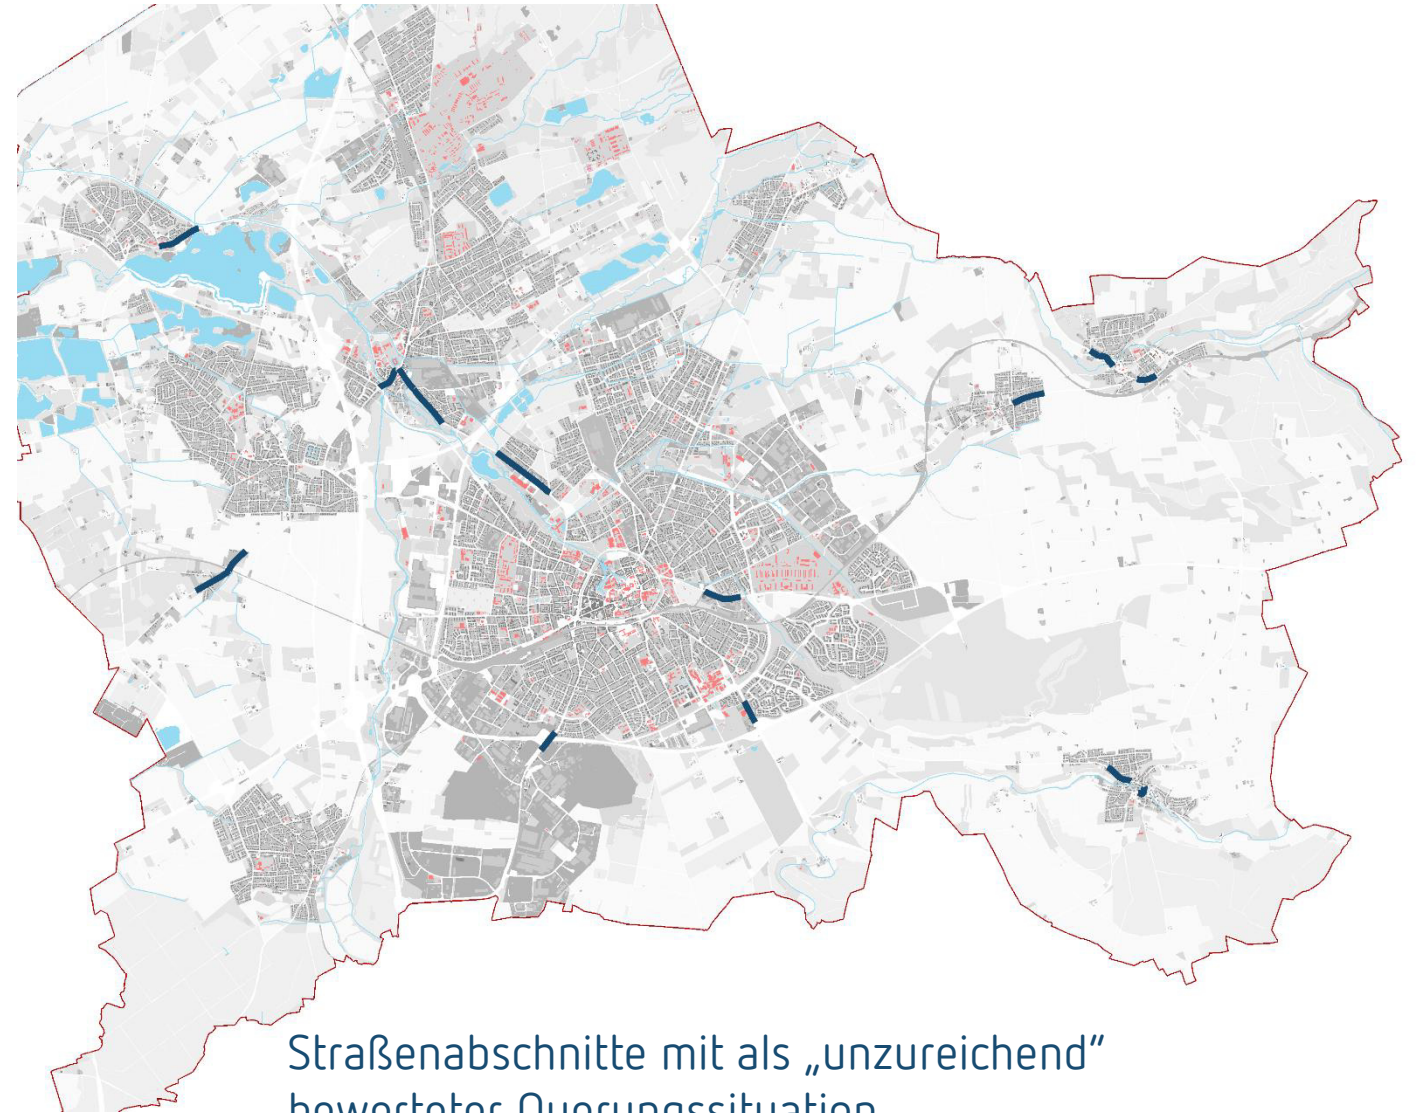 Straßenabschnitte mit als „unzureichend“
bewerteter Querungssituation